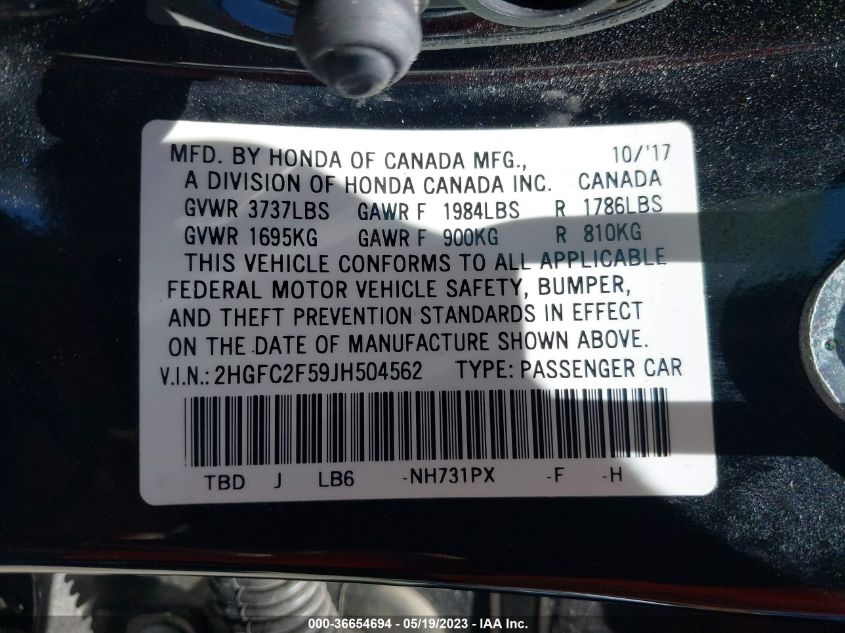 MFD. BY HONDA OF CANADA MFG., 10/'17
A DIVISION OF HONDA CANADA INC. CANADA
GVWR 3737LBS GAWR F 1984LBS R 1786LBS
GVWR 1695KG GAWR F 900KG R 810KG
THIS VEHICLE CONFORMS TO ALL APPLICABLE
FEDERAL MOTOR VEHICLE SAFETY, BUMPER,
AND THEFT PREVENTION STANDARDS IN EFFECT
ON THE DATE OF MANUFACTURE SHOWN ABOVE.
V.I.N.: 2HGFC2F59JH504562 TYPE: PASSENGER CAR
TBD J LB6 -NH731PX -F -H
000-36654694 - 05/19/2023 - IAA Inc.